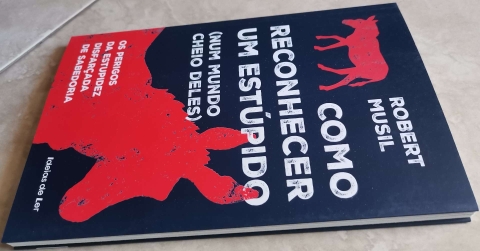 ROBERT
MUSIL
COMO
RECONHECER
UM ESTÚPIDO
(NUM MUNDO
CHEIO DELES)
OS PERIGOS
DA ESTUPIDEZ
DISFARÇADA
DE SABEDORIA
Ideias de Ler